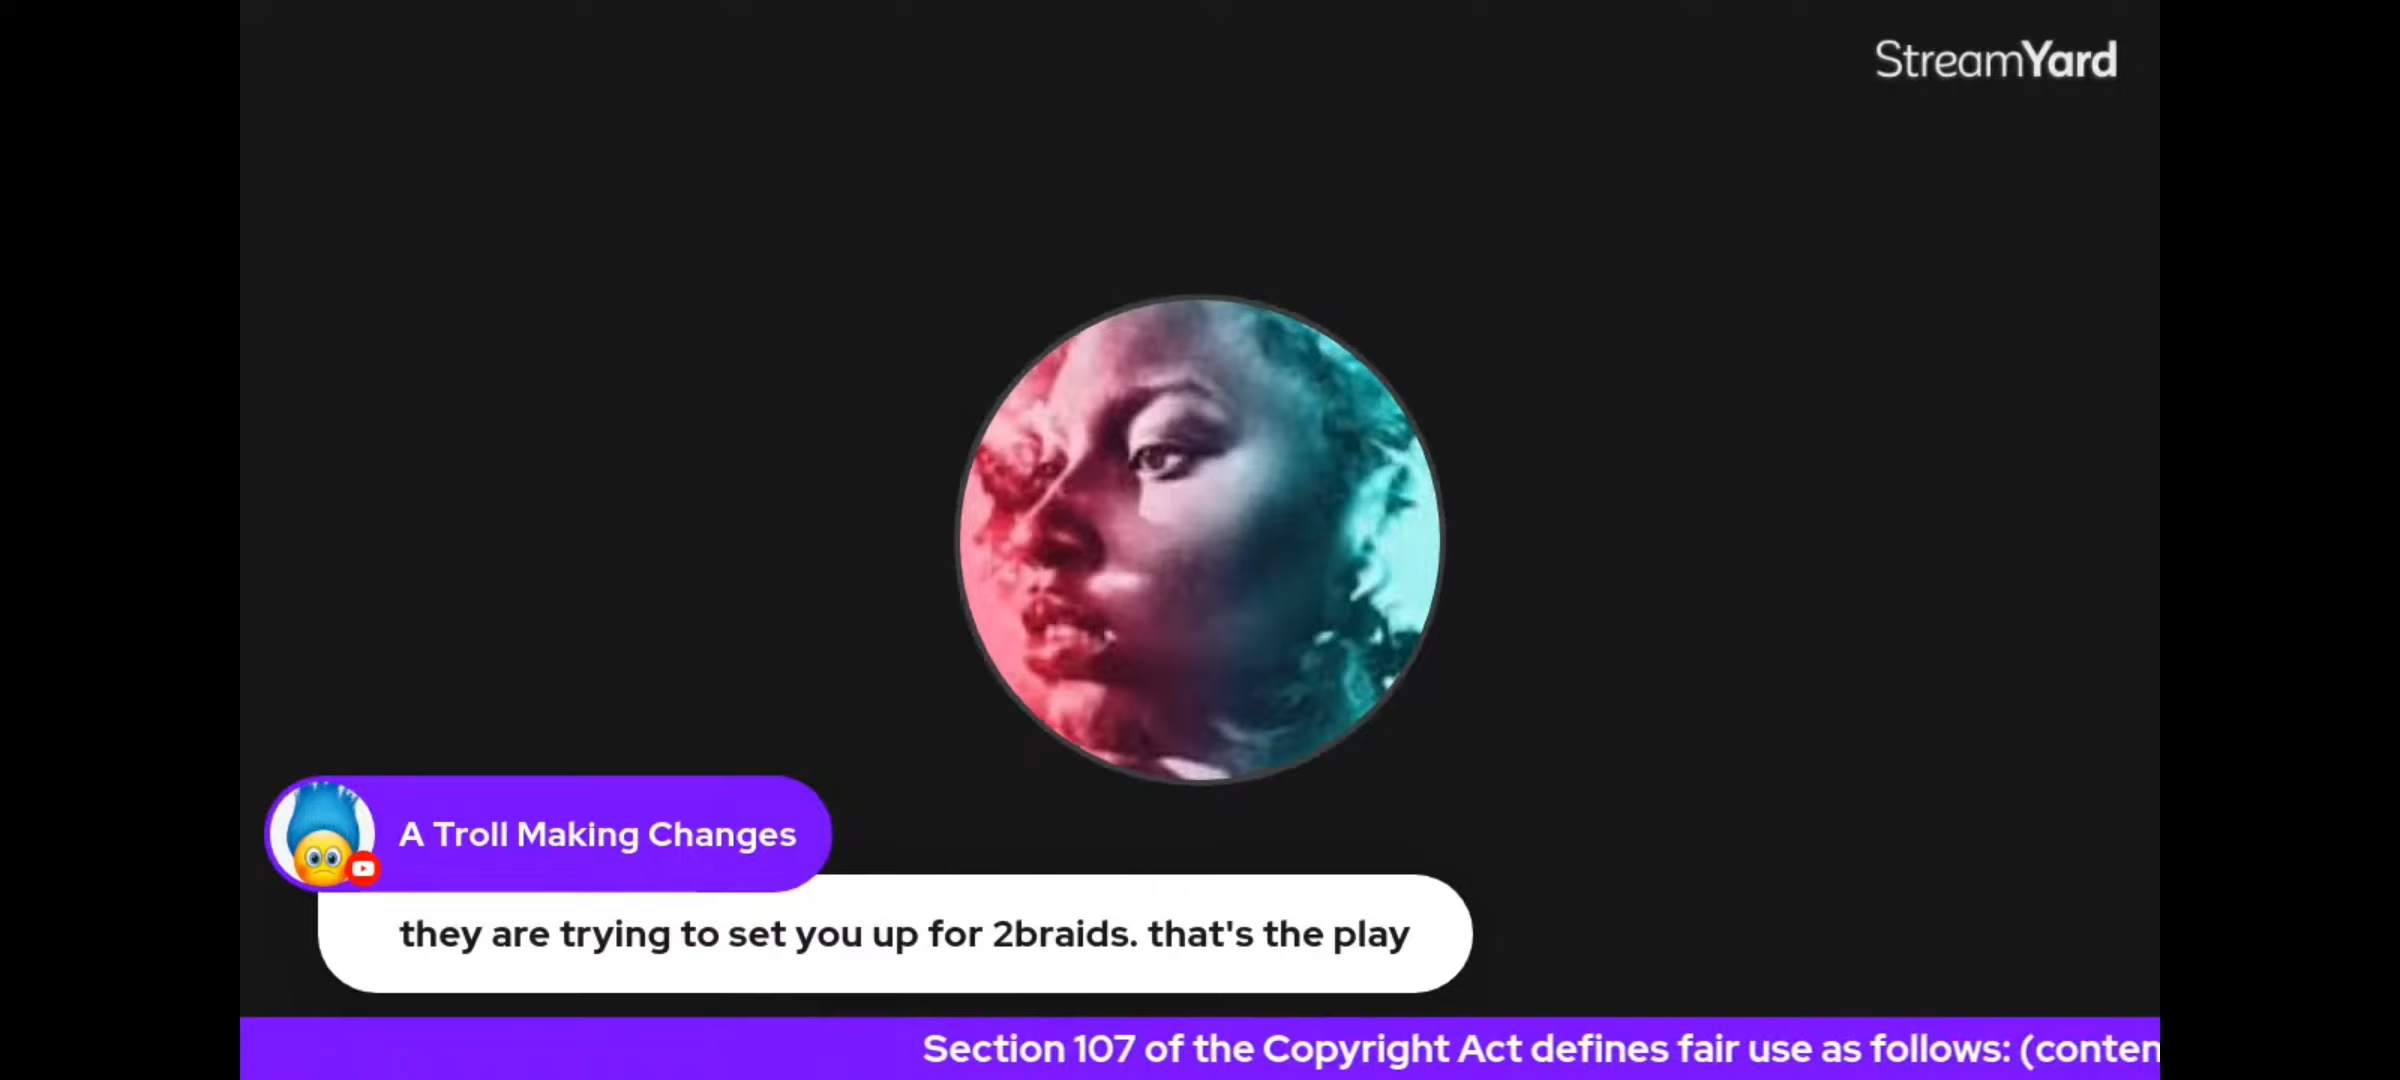 StreamYard
A Troll Making Changes
they are trying to set you up for 2braids. that's the play
Section 107 of the Copyright Act defines fair use as follows: (conten